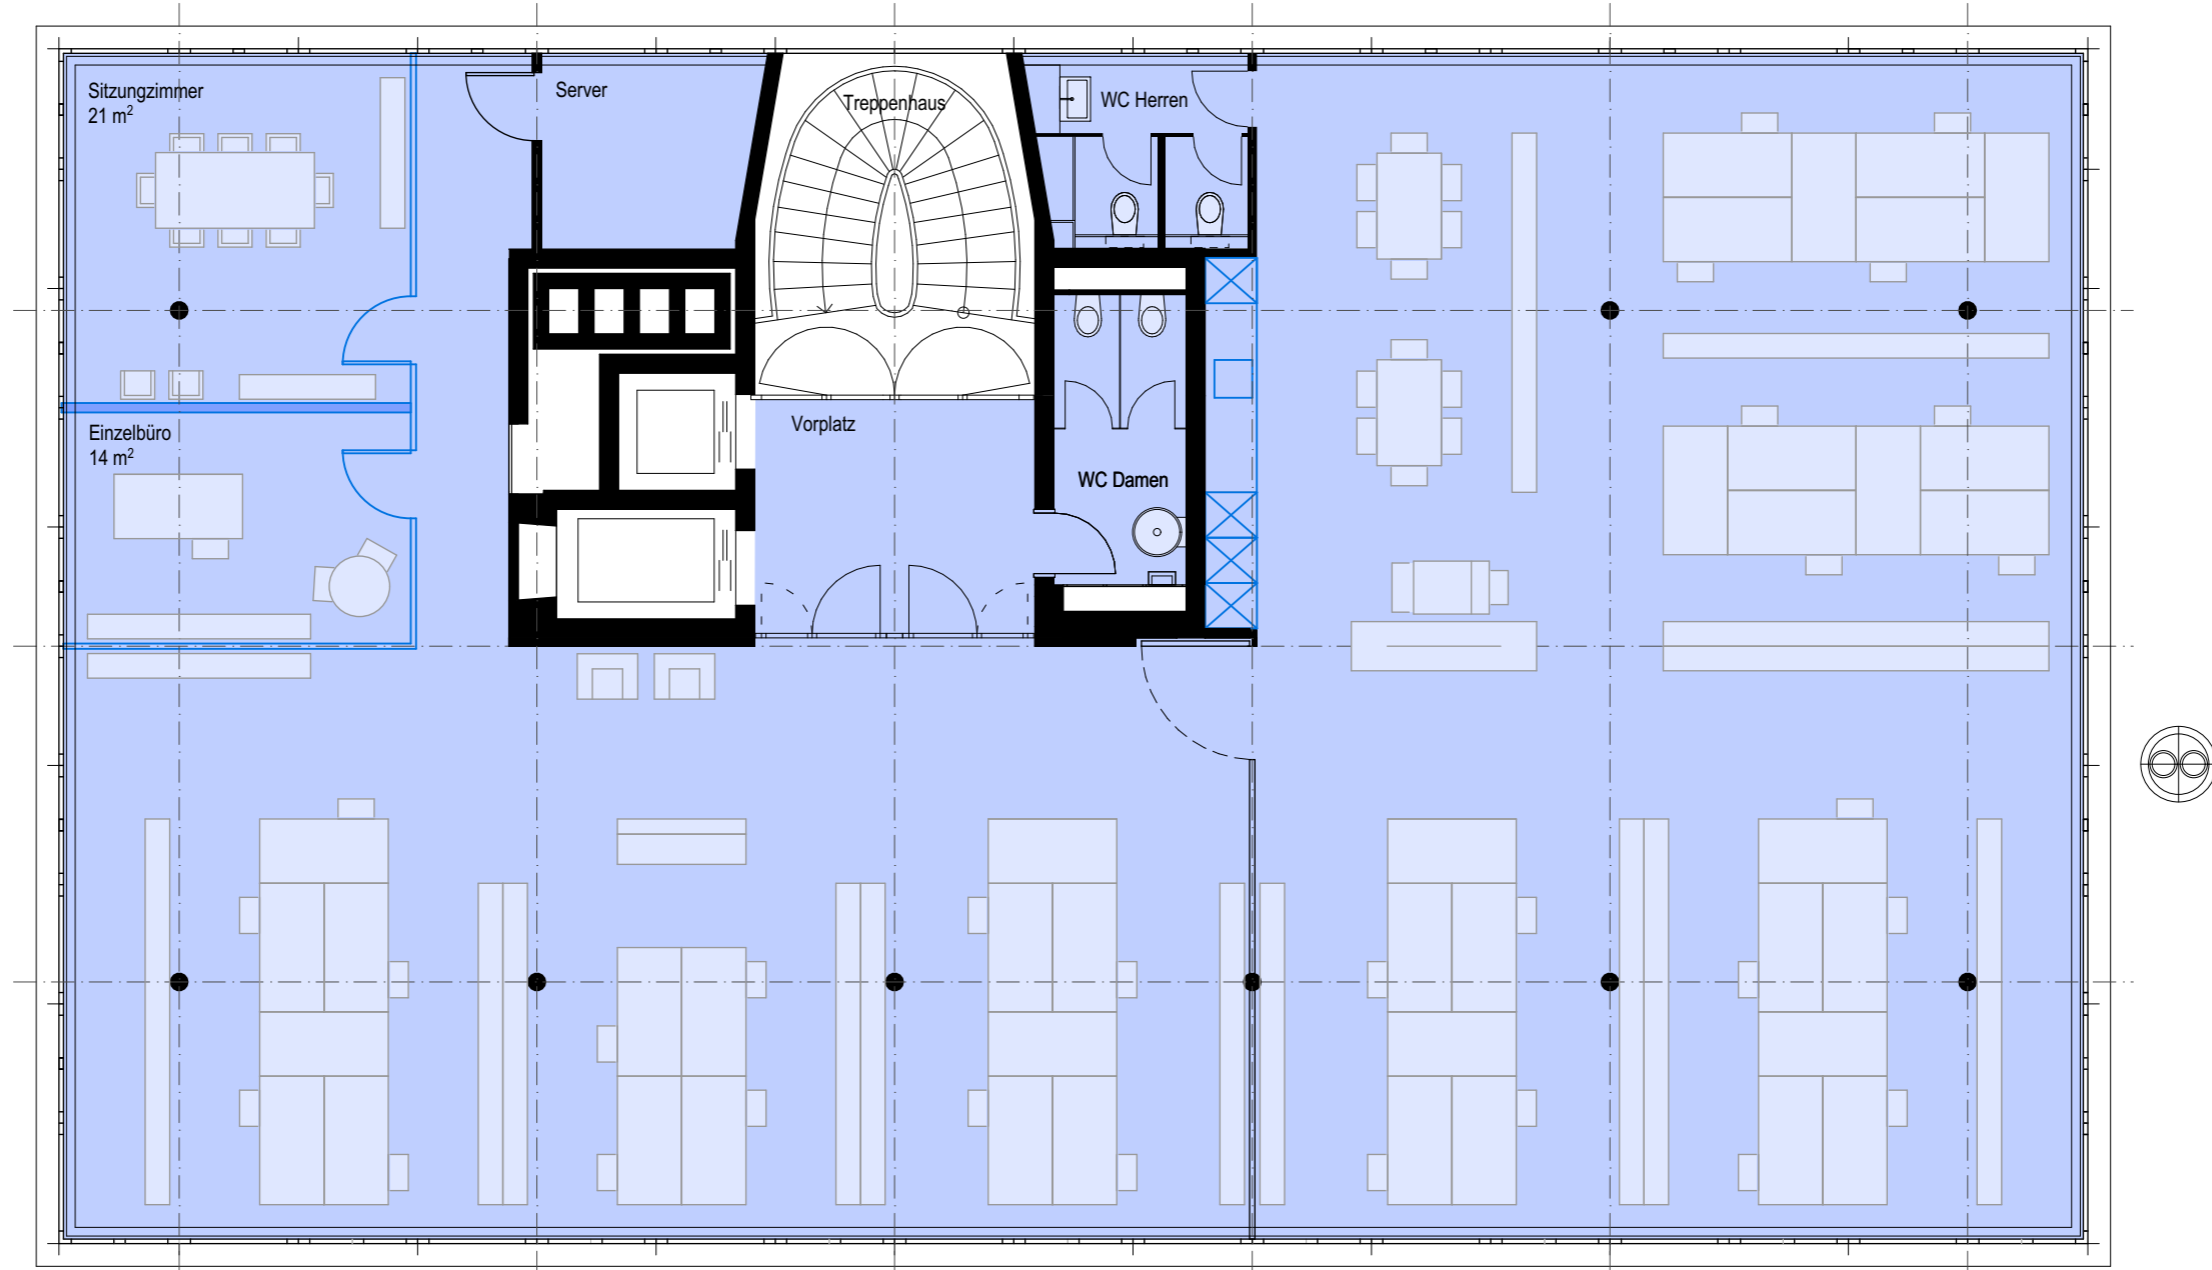 Sitzungzimmer
21 m²
Server
Treppenhaus
WC Herren
Einzelbüro
14 m²
Vorplatz
WC Damen